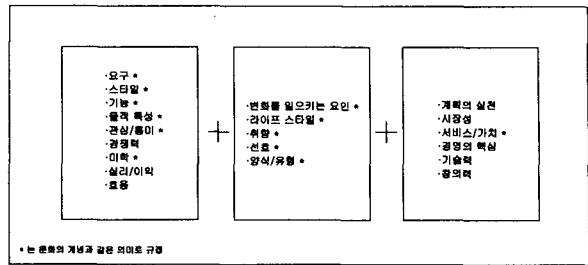 ·요구 *
·스타일 *
·기능 *
·물적 특성 *
·관심/흥미 *
·경쟁력
·미학 *
·실리/이익
·효용
+
·변화를 일으키는 요인 *
·라이프 스타일 *
·취향 *
·선호 *
·양식/유형 *
+
·계획의 실천
·시장성
·서비스/가치 *
·경영의 핵심
·기술력
·창의력
* 는 문화의 개념과 같은 의미로 규정